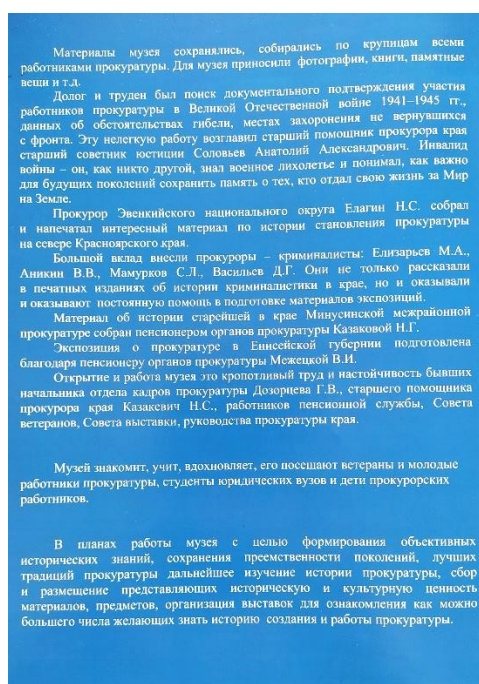 Материалы музея сохранялись, собирались по крупицам всеми
работниками прокуратуры. Для музея приносили фотографии, книги, памятные
вещи и т.д.
Долог и труден был поиск документального подтверждения участия
работников прокуратуры в Великой Отечественной войне 1941–1945 гг.,
данных об обстоятельствах гибели, местах захоронения не вернувшихся
с фронта. Эту нелегкую работу возглавил старший помощник прокурора края
старший советник юстиции Соловьев Анатолий Александрович. Инвалид
войны – он, как никто другой, знал военное лихолетье и понимал, как важно
для будущих поколений сохранить память о тех, кто отдал свою жизнь за Мир
на Земле.
Прокурор Эвенкийского национального округа Елагин Н.С. собрал
и напечатал интересный материал по истории становления прокуратуры
на севере Красноярского края.
Большой вклад внесли прокуроры – криминалисты: Елизарьев М.А.,
Аникин В.В., Мамурков С.Л., Васильев Д.Г. Они не только рассказали
в печатных изданиях об истории криминалистики в крае, но и оказывали
и оказывают постоянную помощь в подготовке материалов экспозиций.
Материал об истории старейшей в крае Минусинской межрайонной
прокуратуре собран пенсионером органов прокуратуры Казаковой Н.Г.
Экспозиция о прокуратуре в Енисейской губернии подготовлена
благодаря пенсионеру органов прокуратуры Межецкой В.И.
Открытие и работа музея это кропотливый труд и настойчивость бывших
начальника отдела кадров прокуратуры Дозорцева Г.В., старшего помощника
прокурора края Казакевич Н.С., работников пенсионной службы, Совета
ветеранов, Совета выставки, руководства прокуратуры края.
Музей знакомит, учит, вдохновляет, его посещают ветераны и молодые
работники прокуратуры, студенты юридических вузов и дети прокурорских
работников.
В планах работы музея с целью формирования объективных
исторических знаний, сохранения преемственности поколений, лучших
традиций прокуратуры дальнейшее изучение истории прокуратуры, сбор
и размещение представляющих историческую и культурную ценность
материалов, предметов, организация выставок для ознакомления как можно
большего числа желающих знать историю создания и работы прокуратуры.